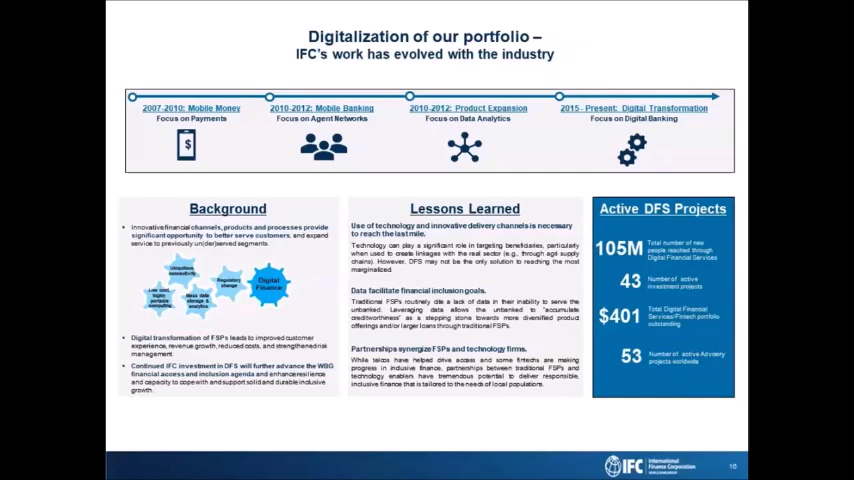 Digitalization of our portfolio –
IFC's work has evolved with the industry
2007-2010: Mobile Money
Focus on Payments
2010-2012: Mobile Banking
Focus on Agent Networks
2010-2012: Product Expansion
Focus on Data Analytics
2015 - Present: Digital Transformation
Focus on Digital Banking
$
Background
• Innovative financial channels, products and processes provide
significant opportunity to better serve customers, and expand
service to previously un(der)served segments.
Ubiquitous
connectivity
Low cost,
highly
portable
computing
Mass data
storage &
analytics
Regulatory
change
Digital
Finance
• Digital transformation of FSPs leads to improved customer
experience, revenue growth, reduced costs, and strengthened risk
management.
• Continued IFC investment in DFS will further advance the WBG
financial access and inclusion agenda and enhance resilience
and capacity to cope with and support solid and durable inclusive
growth.
Lessons Learned
Use of technology and innovative delivery channels is necessary
to reach the last mile.
Technology can play a significant role in targeting beneficiaries, particularly
when used to create linkages with the real sector (e.g., through agri supply
chains). However, DFS may not be the only solution to reaching the most
marginalized.
Data facilitate financial inclusion goals.
Traditional FSPs routinely cite a lack of data in their inability to serve the
unbanked. Leveraging data allows the unbanked to "accumulate
creditworthiness" as a stepping stone towards more diversified product
offerings and/or larger loans through traditional FSPs.
Partnerships synergize FSPs and technology firms.
While telcos have helped drive access and some fintechs are making
progress in inclusive finance, partnerships between traditional FSPs and
technology enablers have tremendous potential to deliver responsible,
inclusive finance that is tailored to the needs of local populations.
Active DFS Projects
105M
Total number of new
people reached through
Digital Financial Services
43
Number of active
investment projects
$401
Total Digital Financial
Services/Fintech portfolio
outstanding
53
Number of active Advisory
projects worldwide
IFC
International
Finance Corporation
WORLD BANK GROUP
16